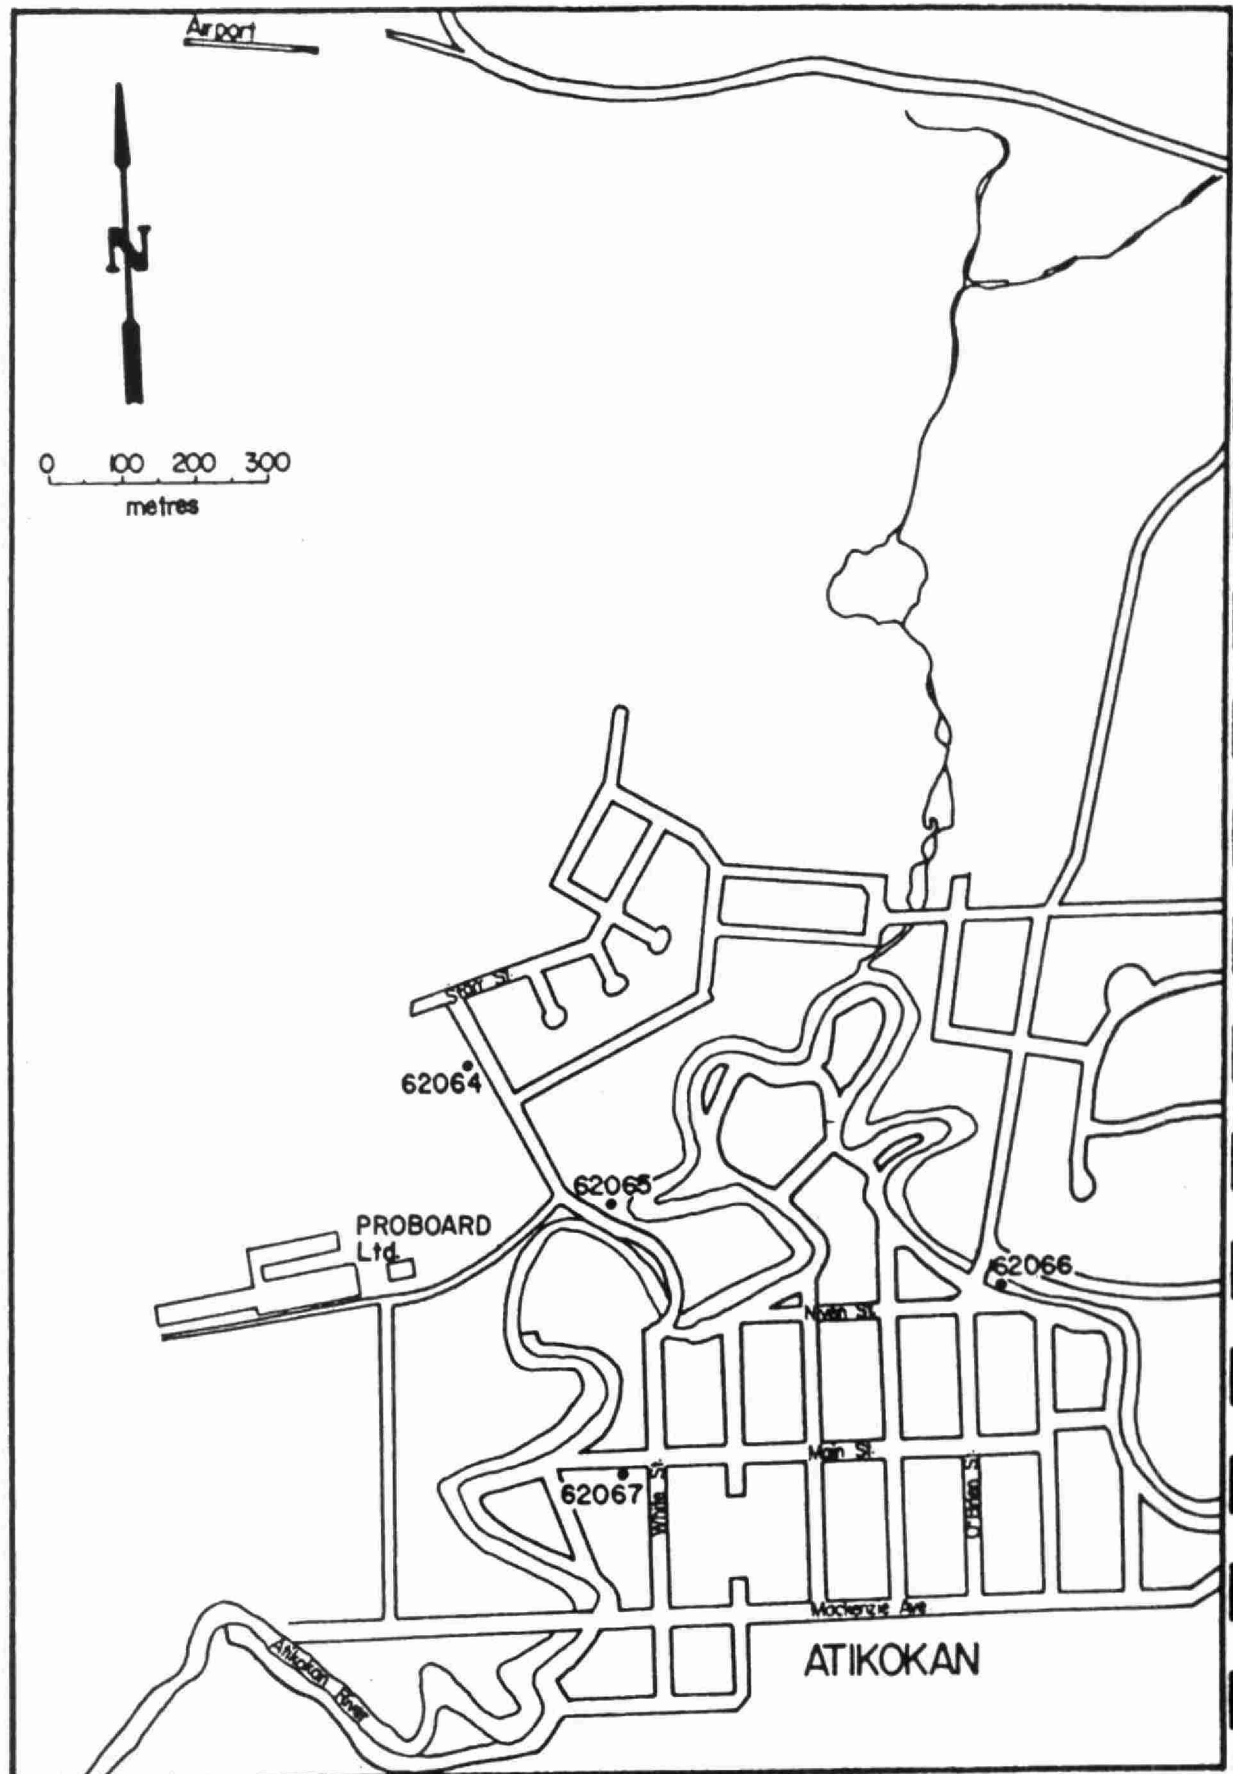 Airport
N
0 100 200 300
metres
Starr St.
62064
62065
PROBOARD
Ltd.
62066
Niven St.
Main St.
62067
White St.
O'Brien St.
Mackenzie Ave
ATIKOKAN
Atikokan River